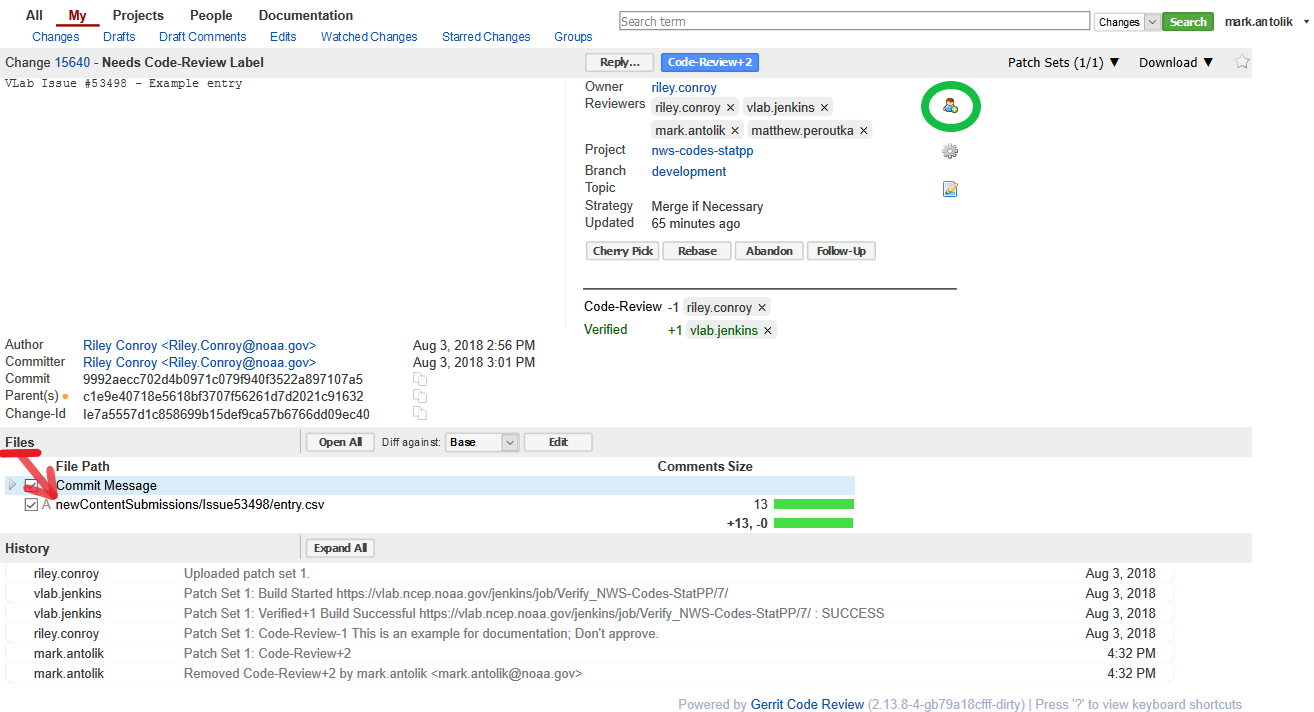 All My Projects People Documentation
Search term Changes Search mark.antolik
Changes Drafts Draft Comments Edits Watched Changes Starred Changes Groups
Change 15640 - Needs Code-Review Label Reply... Code-Review+2 Patch Sets (1/1) ▼ Download ▼
VLab Issue #53498 - Example entry
Owner riley.conroy
Reviewers riley.conroy × vlab.jenkins ×
mark.antolik × matthew.peroutka ×
Project nws-codes-statpp
Branch development
Topic
Strategy Merge if Necessary
Updated 65 minutes ago
Cherry Pick Rebase Abandon Follow-Up
Code-Review -1 riley.conroy ×
Verified +1 vlab.jenkins ×
Author Riley Conroy <Riley.Conroy@noaa.gov> Aug 3, 2018 2:56 PM
Committer Riley Conroy <Riley.Conroy@noaa.gov> Aug 3, 2018 3:01 PM
Commit 9992aecc702d4b0971c079f940f3522a897107a5
Parent(s) c1e9e40718e5618bf3707f56261d7d2021c91632
Change-Id Ie7a5557d1c858699b15def9ca57b6766dd09ec40
Files Open All Diff against: Base Edit
File Path Comments Size
Commit Message
A newContentSubmissions/Issue53498/entry.csv 13
+13, -0
History Expand All
riley.conroy Uploaded patch set 1. Aug 3, 2018
vlab.jenkins Patch Set 1: Build Started https://vlab.ncep.noaa.gov/jenkins/job/Verify_NWS-Codes-StatPP/7/ Aug 3, 2018
vlab.jenkins Patch Set 1: Verified+1 Build Successful https://vlab.ncep.noaa.gov/jenkins/job/Verify_NWS-Codes-StatPP/7/ : SUCCESS Aug 3, 2018
riley.conroy Patch Set 1: Code-Review-1 This is an example for documentation; Don't approve. Aug 3, 2018
mark.antolik Patch Set 1: Code-Review+2 4:32 PM
mark.antolik Removed Code-Review+2 by mark.antolik <mark.antolik@noaa.gov> 4:32 PM
Powered by Gerrit Code Review (2.13.8-4-gb79a18cfff-dirty) | Press '?' to view keyboard shortcuts